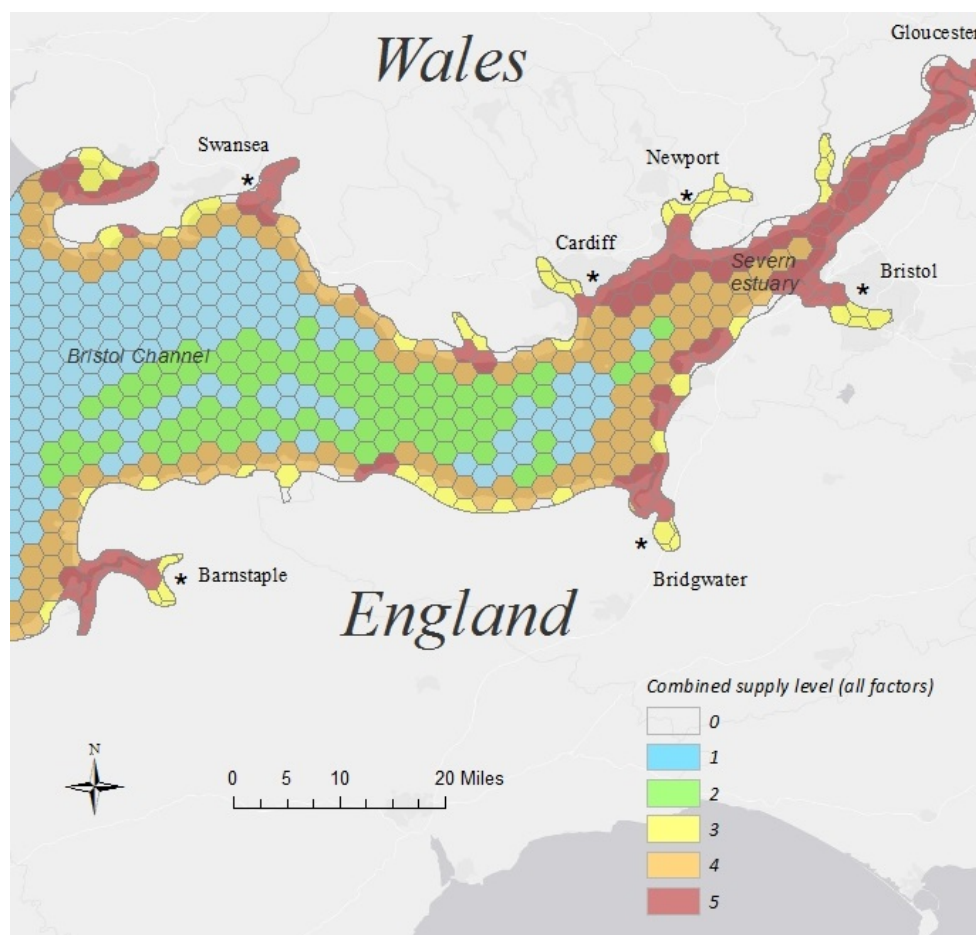 Wales
Gloucester
Swansea
Newport
Cardiff
Severn
estuary
Bristol
Bristol Channel
Barnstaple
Bridgwater
England
Combined supply level (all factors)
0
1
2
3
4
5
N
0 5 10 20 Miles